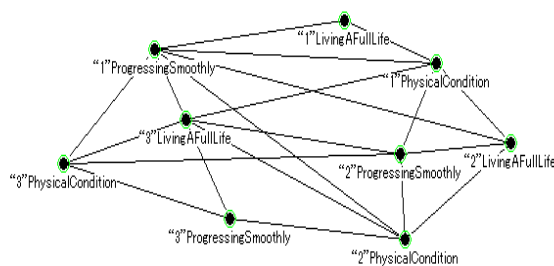 “1”LivingAFullLife
“1”ProgressingSmoothly
“1”PhysicalCondition
“3”LivingAFullLife
“2”ProgressingSmoothly
“2”LivingAFullLife
“3”PhysicalCondition
“3”ProgressingSmoothly
“2”PhysicalCondition